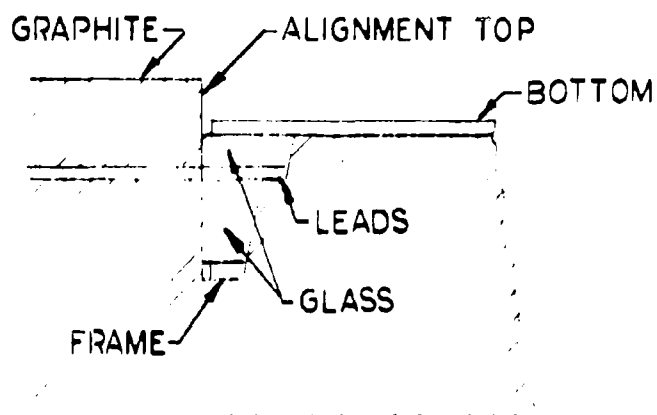 GRAPHITE
ALIGNMENT TOP
BOTTOM
LEADS
GLASS
FRAME